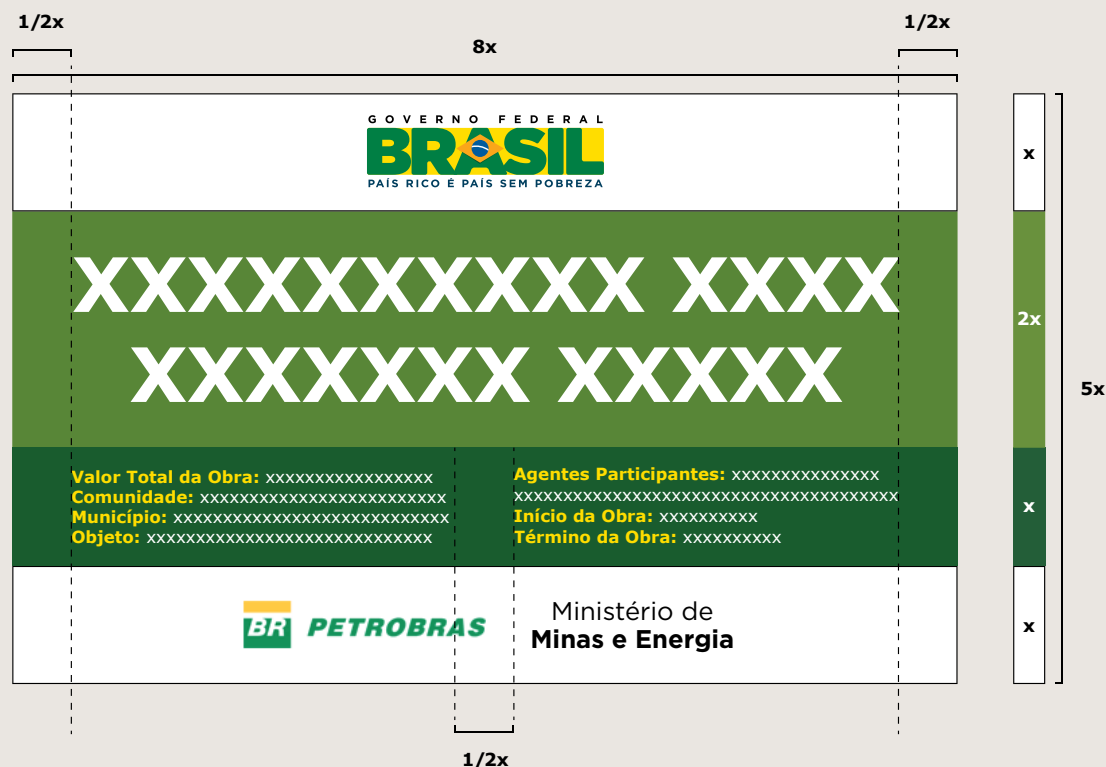 1/2x
1/2x
8x
GOVERNO FEDERAL
BRASIL
PAÍS RICO É PAÍS SEM POBREZA
x
XXXXXXXXXX XXXX
XXXXXXX XXXXX
2x
5x
Valor Total da Obra: xxxxxxxxxxxxxxxxx
Comunidade: xxxxxxxxxxxxxxxxxxxxxxxxx
Município: xxxxxxxxxxxxxxxxxxxxxxxxxxxx
Objeto: xxxxxxxxxxxxxxxxxxxxxxxxxxxxx
Agentes Participantes: xxxxxxxxxxxxxxx
xxxxxxxxxxxxxxxxxxxxxxxxxxxxxxxxxxxxxxx
Início da Obra: xxxxxxxxxx
Término da Obra: xxxxxxxxxx
x
BR PETROBRAS
Ministério de
Minas e Energia
x
1/2x